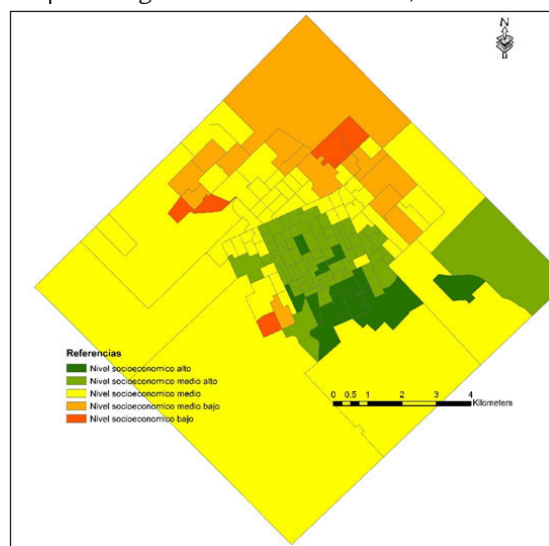 N
Referencias
Nivel socioeconomico alto
Nivel socioeconomico medio alto
Nivel socioeconomico medio
Nivel socioeconomico medio bajo
Nivel socioeconomico bajo
0 0,5 1 2 3 4
Kilometers